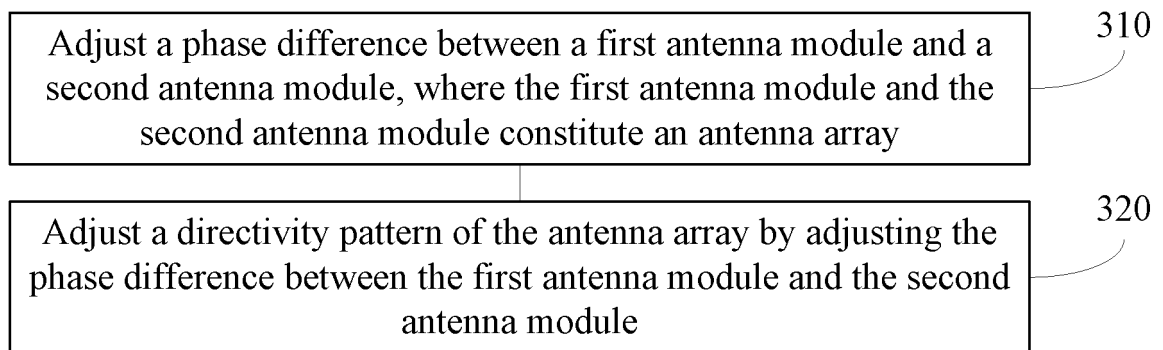 Adjust a phase difference between a first antenna module and a
second antenna module, where the first antenna module and the
second antenna module constitute an antenna array
310
Adjust a directivity pattern of the antenna array by adjusting the
phase difference between the first antenna module and the second
antenna module
320